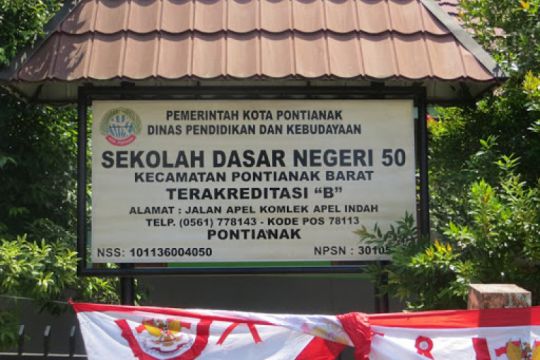 PEMERINTAH KOTA PONTIANAK
DINAS PENDIDIKAN DAN KEBUDAYAAN
SEKOLAH DASAR NEGERI 50
KECAMATAN PONTIANAK BARAT
TERAKREDITASI "B"
ALAMAT : JALAN APEL KOMLEK APEL INDAH
TELP. (0561) 778143 - KODE POS 78113
PONTIANAK
NSS: 101136004050 NPSN :